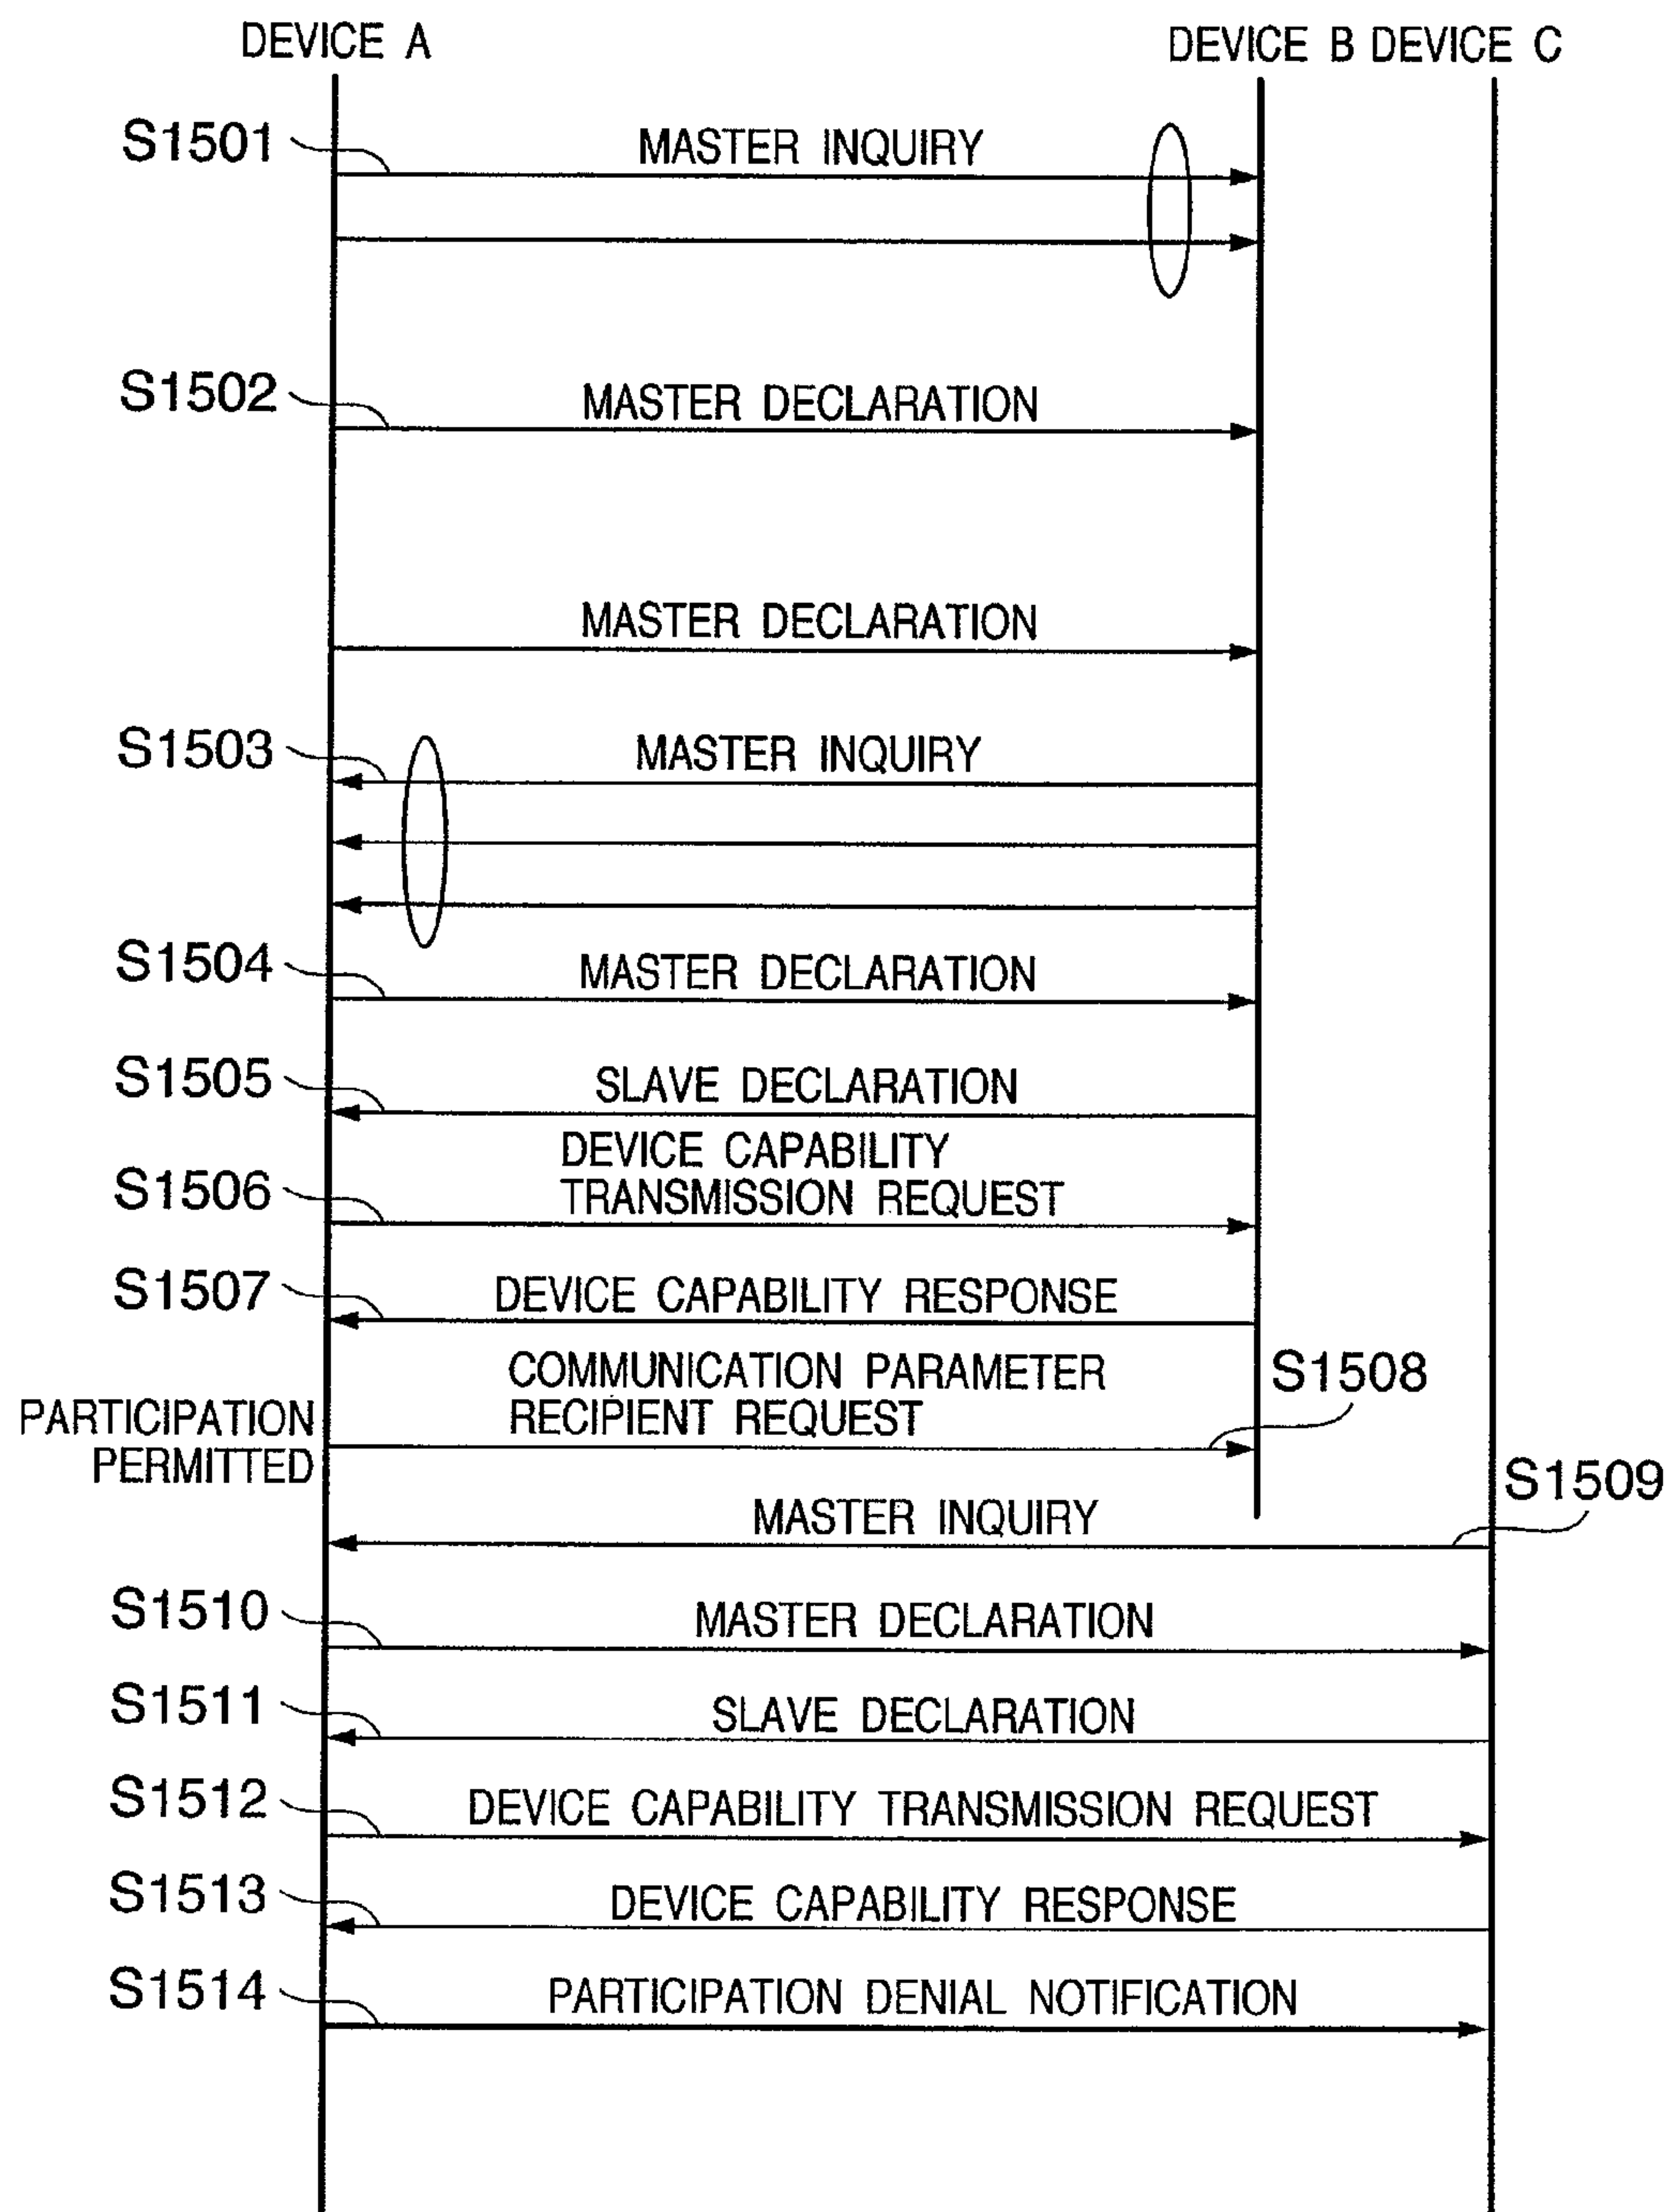 DEVICE A
DEVICE B
DEVICE C
S1501
MASTER INQUIRY
S1502
MASTER DECLARATION
MASTER DECLARATION
S1503
MASTER INQUIRY
S1504
MASTER DECLARATION
S1505
SLAVE DECLARATION
S1506
DEVICE CAPABILITY
TRANSMISSION REQUEST
S1507
DEVICE CAPABILITY RESPONSE
COMMUNICATION PARAMETER
RECIPIENT REQUEST
S1508
PARTICIPATION
PERMITTED
S1509
MASTER INQUIRY
S1510
MASTER DECLARATION
S1511
SLAVE DECLARATION
S1512
DEVICE CAPABILITY TRANSMISSION REQUEST
S1513
DEVICE CAPABILITY RESPONSE
S1514
PARTICIPATION DENIAL NOTIFICATION